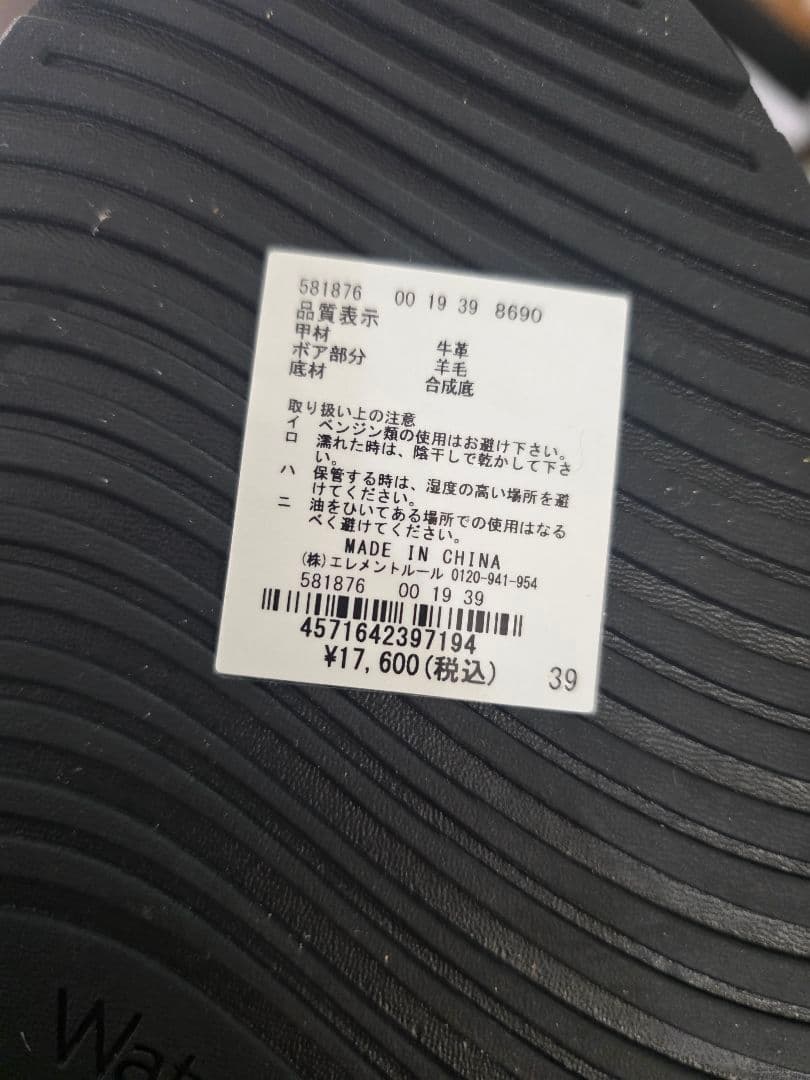 581876 00 19 39 8690
品質表示
甲材 牛革
ボア部分 羊毛
底材 合成底
取り扱い上の注意
イ ベンジン類の使用はお避け下さい。
ロ 濡れた時は、陰干しで乾かして下さ
い。
ハ 保管する時は、湿度の高い場所を避
けてください。
ニ 油をひいてある場所での使用はなる
べく避けてください。
MADE IN CHINA
(株)エレメントルール 0120-941-954
581876 00 19 39
4571642397194
¥17,600(税込) 39